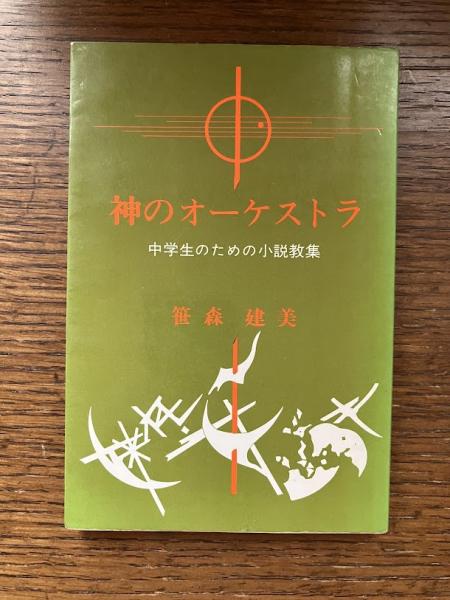 神のオーケストラ
中学生のための小説教集
笹森建美